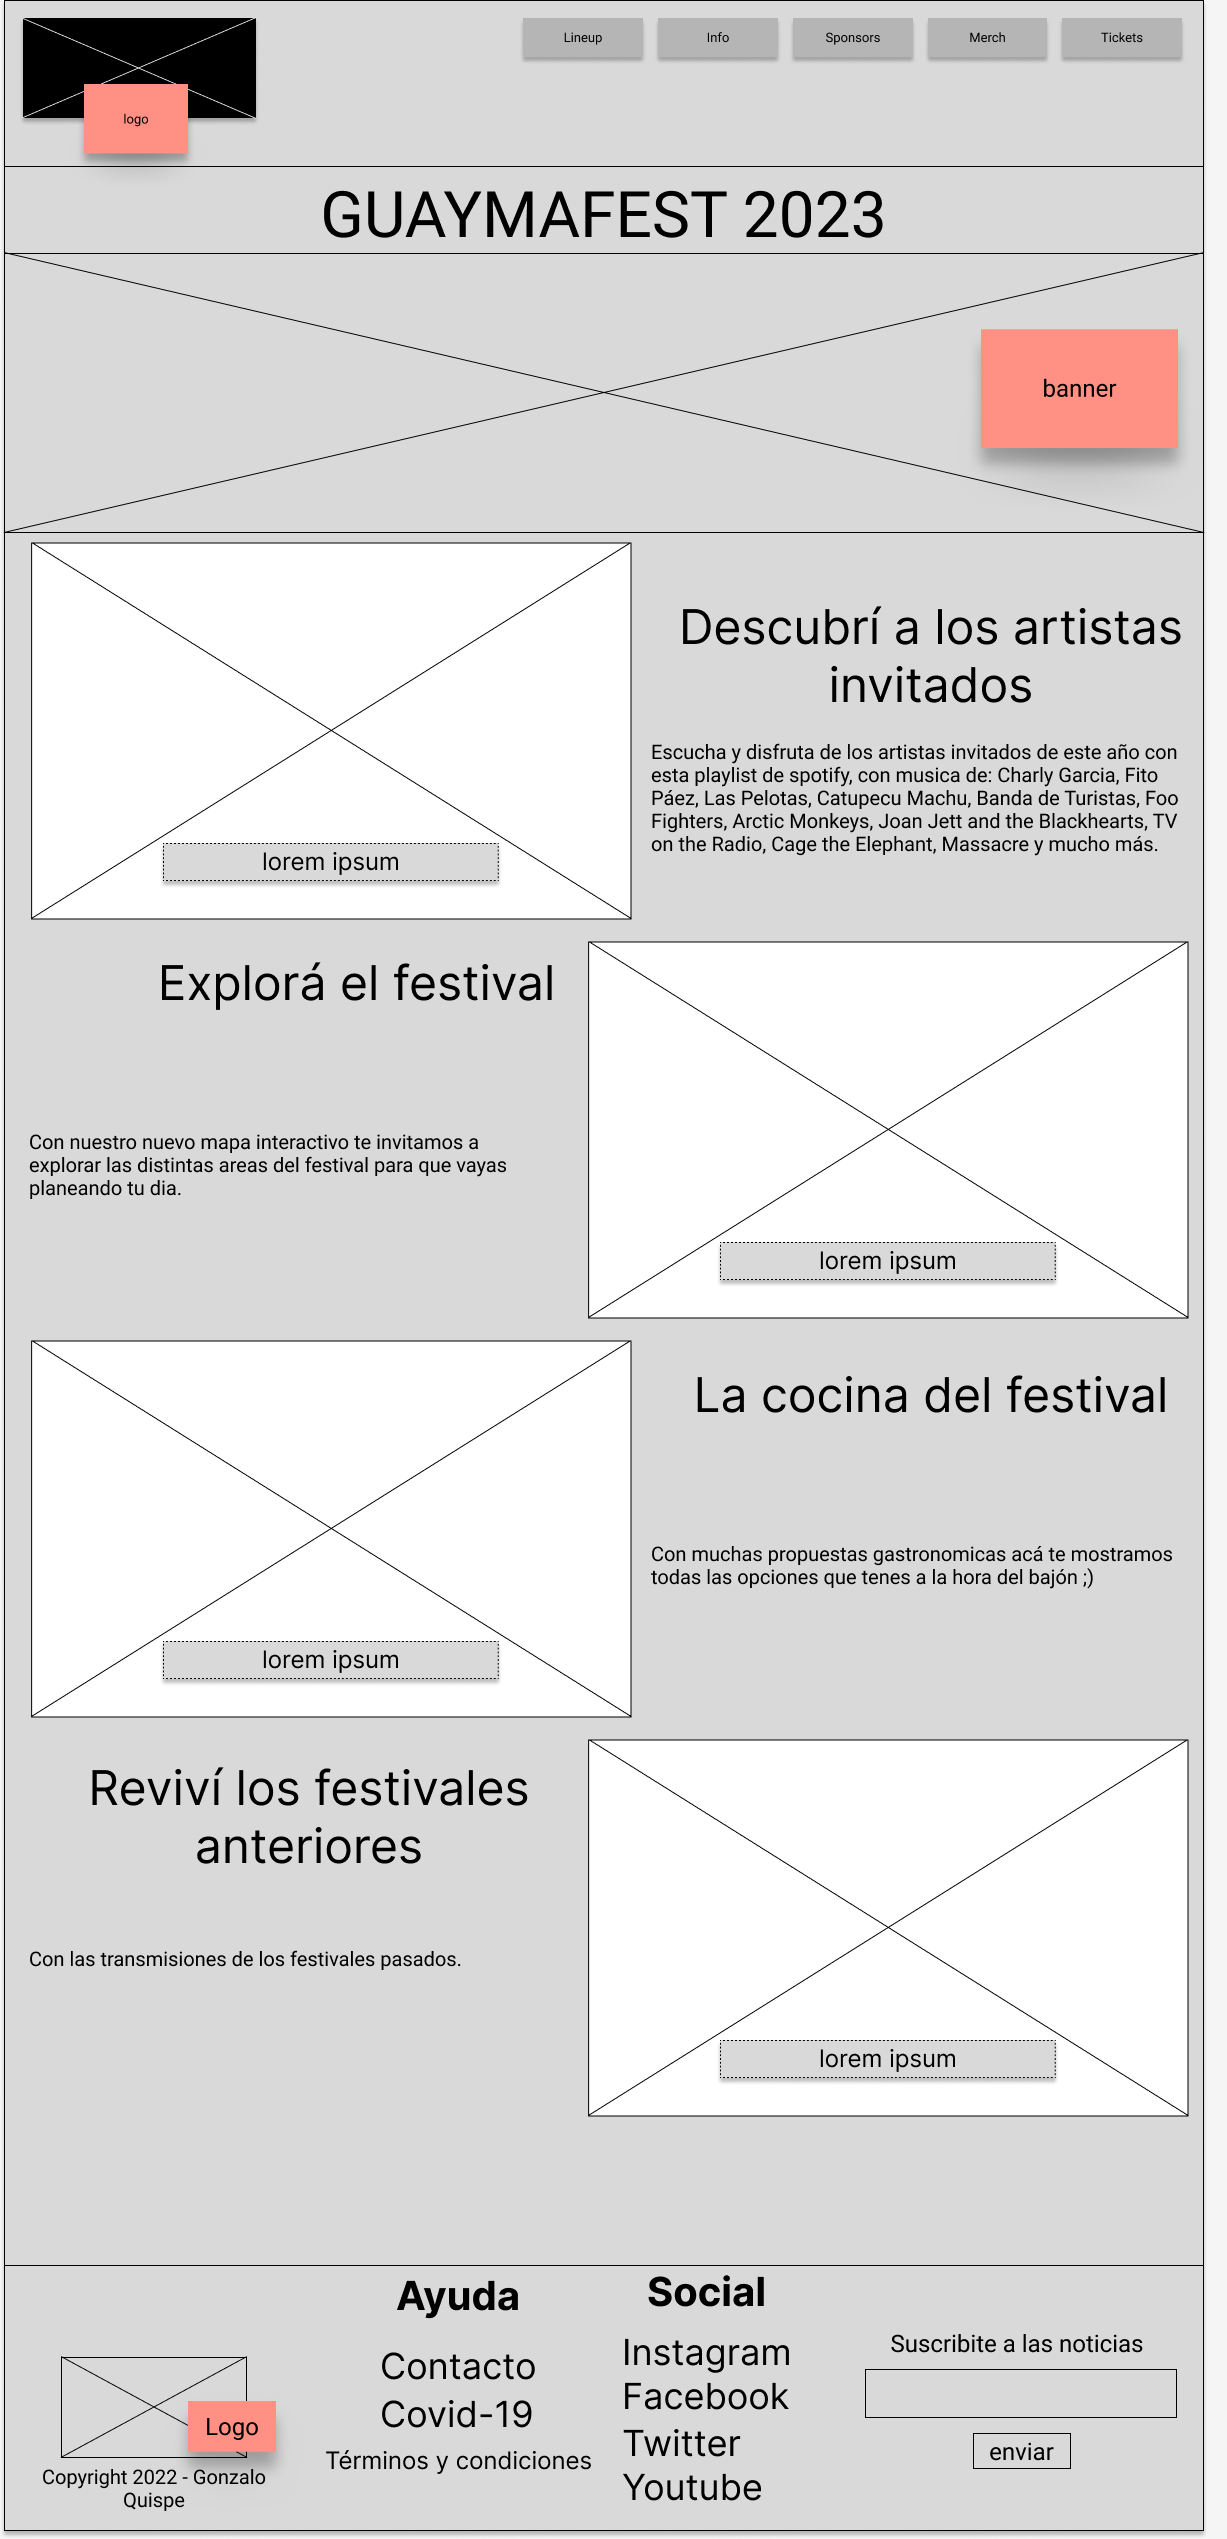 Lineup
Info
Sponsors
Merch
Tickets
logo
GUAYMAFEST 2023
banner
Descubrí a los artistas
invitados
Escucha y disfruta de los artistas invitados de este año con
esta playlist de spotify, con musica de: Charly Garcia, Fito
Páez, Las Pelotas, Catupecu Machu, Banda de Turistas, Foo
Fighters, Arctic Monkeys, Joan Jett and the Blackhearts, TV
on the Radio, Cage the Elephant, Massacre y mucho más.
lorem ipsum
Explorá el festival
Con nuestro nuevo mapa interactivo te invitamos a
explorar las distintas areas del festival para que vayas
planeando tu dia.
lorem ipsum
La cocina del festival
Con muchas propuestas gastronomicas acá te mostramos
todas las opciones que tenes a la hora del bajón ;)
lorem ipsum
Reviví los festivales
anteriores
Con las transmisiones de los festivales pasados.
lorem ipsum
Logo
Copyright 2022 - Gonzalo
Quispe
Ayuda
Contacto
Covid-19
Términos y condiciones
Social
Instagram
Facebook
Twitter
Youtube
Suscribite a las noticias
enviar